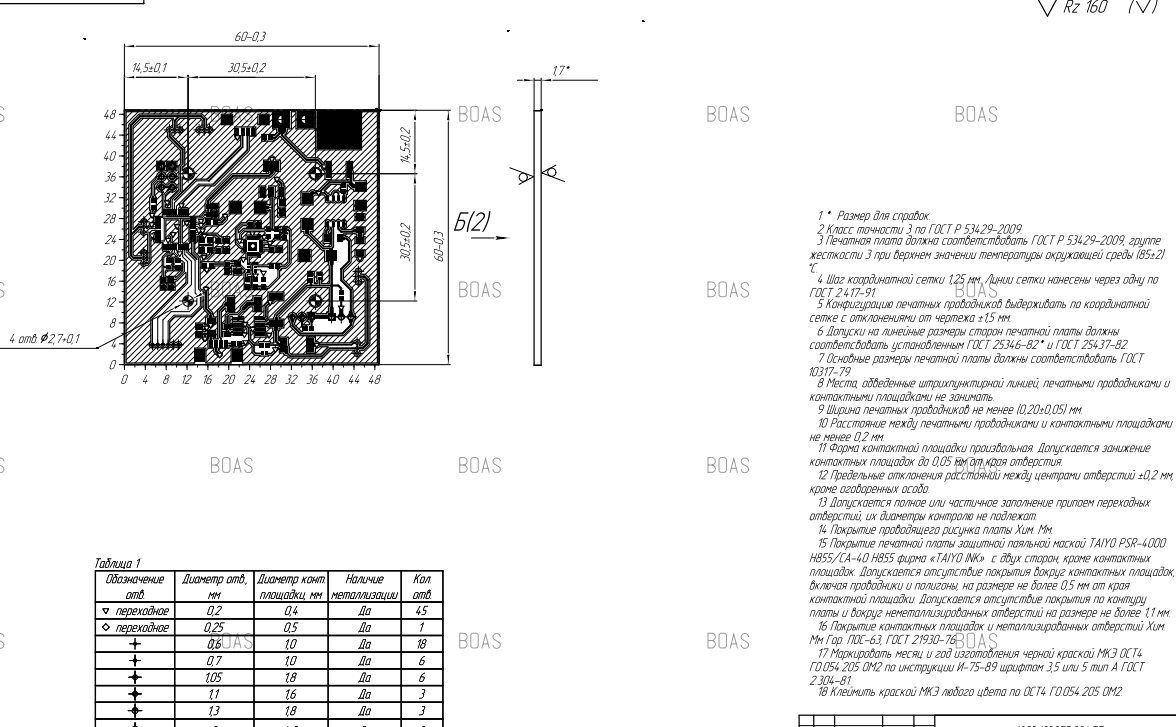 Rz 160 (√)
60-0,3
14,5±0,1
30,5±0,2
1,7*
14,5±0,2
30,5±0,2
60-0,3
Б(2)
4 отв. Ø2,7+0,1
48
44
40
36
32
28
24
20
16
12
8
4
0
0 4 8 12 16 20 24 28 32 36 40 44 48
BOAS BOAS BOAS BOAS
BOAS BOAS BOAS
BOAS BOAS BOAS BOAS
BOAS BOAS BOAS BOAS
1 * Размер для справок.
2 Класс точности 3 по ГОСТ Р 53429-2009.
3 Печатная плата должна соответствовать ГОСТ Р 53429-2009, группе
жесткости 3 при верхнем значении температуры окружающей среды (85±2)
°С.
4 Шаг координатной сетки 1,25 мм. Линии сетки нанесены через одну по
ГОСТ 2.417-91.
5 Конфигурацию печатных проводников выдерживать по координатной
сетке с отклонениями от чертежа ±1,5 мм.
6 Допуски на линейные размеры сторон печатной платы должны
соответсвовать установленным ГОСТ 25346-82* и ГОСТ 25437-82.
7 Основные размеры печатной платы должны соответствовать ГОСТ
10317-79.
8 Места, обведенные штрихпунктирной линией, печатными проводниками и
контактными площадками не занимать.
9 Ширина печатных проводников не менее (0,20±0,05) мм.
10 Расстояние между печатными проводниками и контактными площадками
не менее 0,2 мм.
11 Форма контактной площадки произвольная. Допускается занижение
контактных площадок до 0,05 мм от края отверстия.
12 Предельные отклонения расстояний между центрами отверстий ±0,2 мм,
кроме оговоренных особо.
13 Допускается полное или частичное заполнение припоем переходных
отверстий, их диаметры контролю не подлежат.
14 Покрытие проводящего рисунка платы Хим. Мм.
15 Покрытие печатной платы защитной паяльной маской TAIYO PSR-4000
H855/CA-40 H855 фирма «TAIYO INK» с двух сторон, кроме контактных
площадок. Допускается отсутствие покрытия вокруг контактных площадок,
включая проводники и полигоны, на размере не более 0,5 мм от края
контактной площадки. Допускается отсутствие покрытия по контуру
платы и вокруг неметаллизированных отверстий на размере не более 1,1 мм.
16 Покрытие контактных площадок и металлизированных отверстий Хим.
Мм Гор. ПОС-63, ГОСТ 21930-76.
17 Маркировать месяц и год изготовления черной краской МКЭ ОСТ4
ГО.054.205 ОМ2 по инструкции И-75-89 шрифтом 3,5 или 5 тип А ГОСТ
2.304-81.
18 Клеймить краской МКЭ любого цвета по ОСТ4 ГО.054.205 ОМ2.
Таблица 1
Обозначение отв. Диаметр отв., мм Диаметр конт. площадки, мм Наличие металлизации Кол. отв.
переходное 0,2 0,4 Да 45
переходное 0,25 0,5 Да 1
0,6 1,0 Да 18
0,7 1,0 Да 6
1,05 1,8 Да 6
1,1 1,6 Да 3
1,3 1,8 Да 3